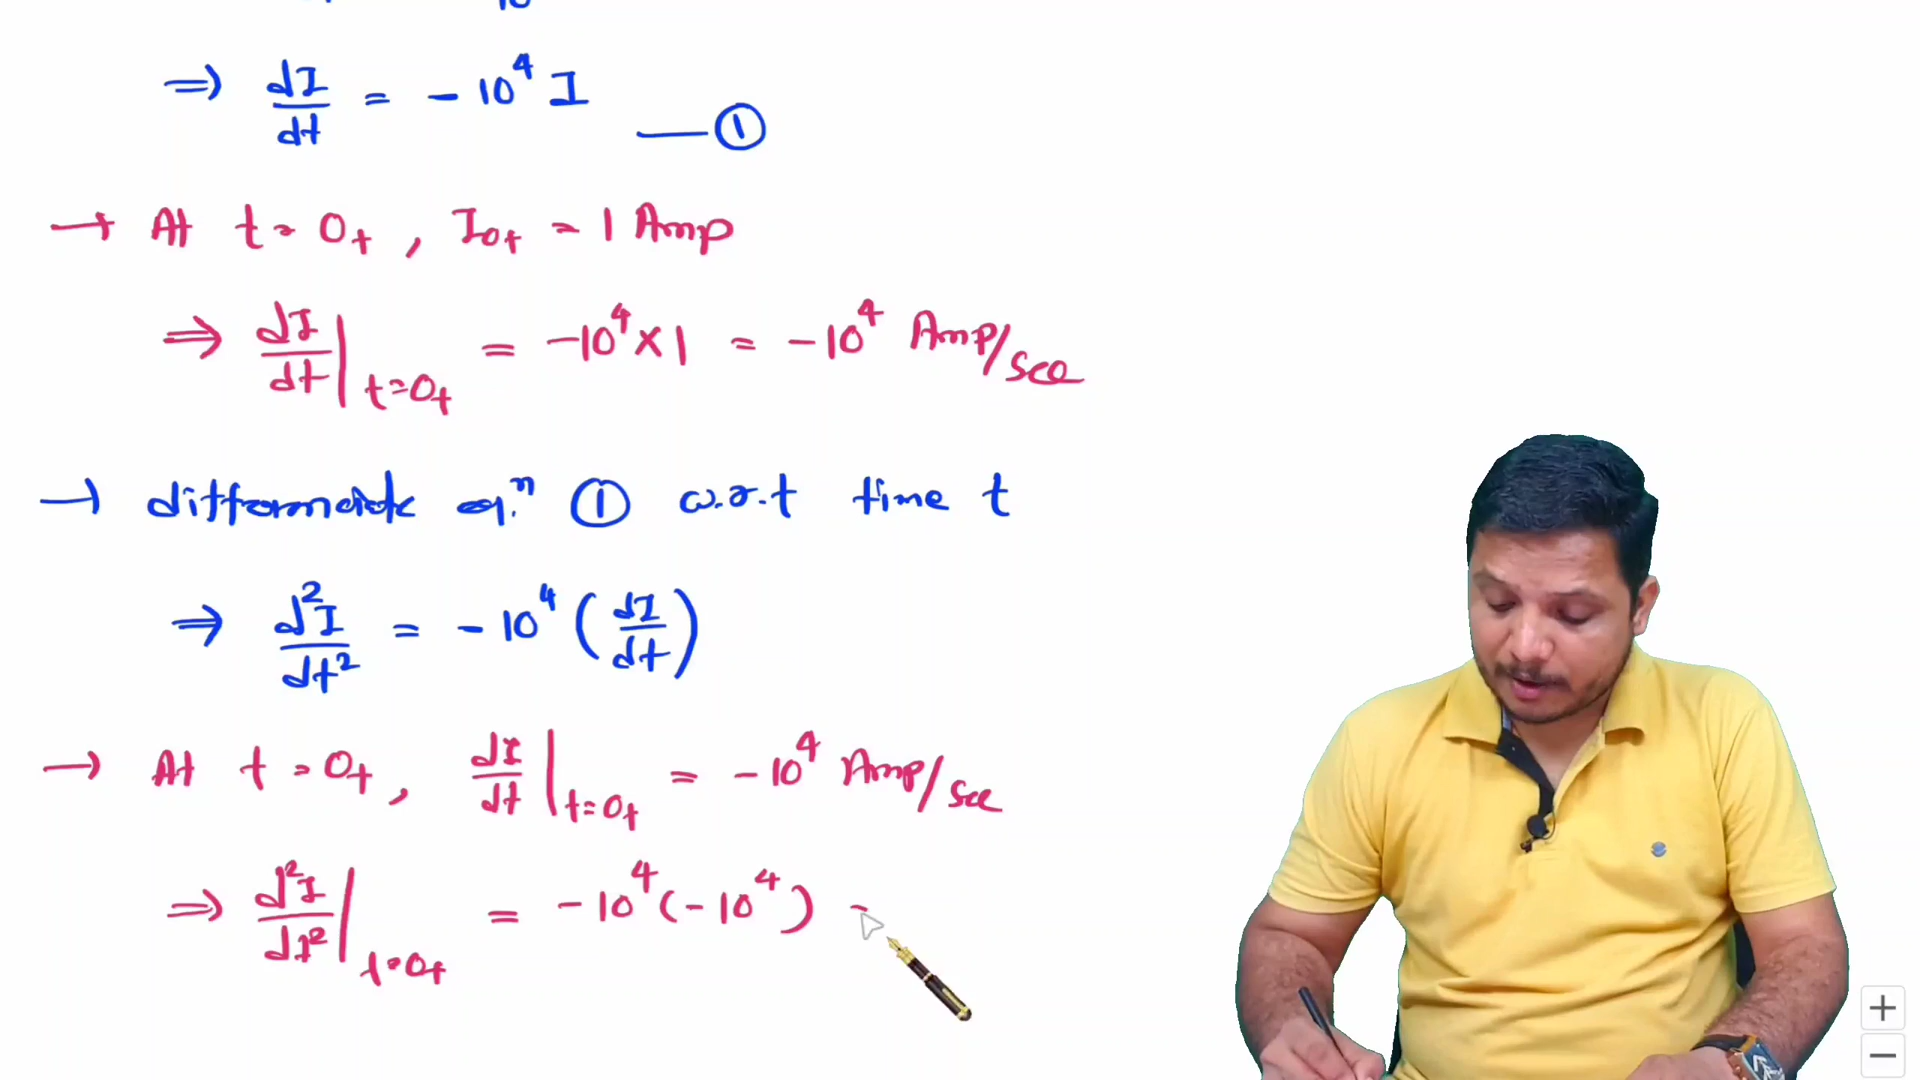 10
⇒ dI/dt = - 10⁴ I —— ①
→ At t = 0+ , I0+ = 1 Amp
⇒ dI/dt |t=0+ = -10⁴ × 1 = -10⁴ Amp/sec
→ differentiate eqⁿ ① w.r.t time t
⇒ d²I/dt² = - 10⁴ (dI/dt)
→ At t = 0+ , dI/dt |t=0+ = -10⁴ Amp/sec
⇒ d²I/dt² |t=0+ = -10⁴ (-10⁴) -